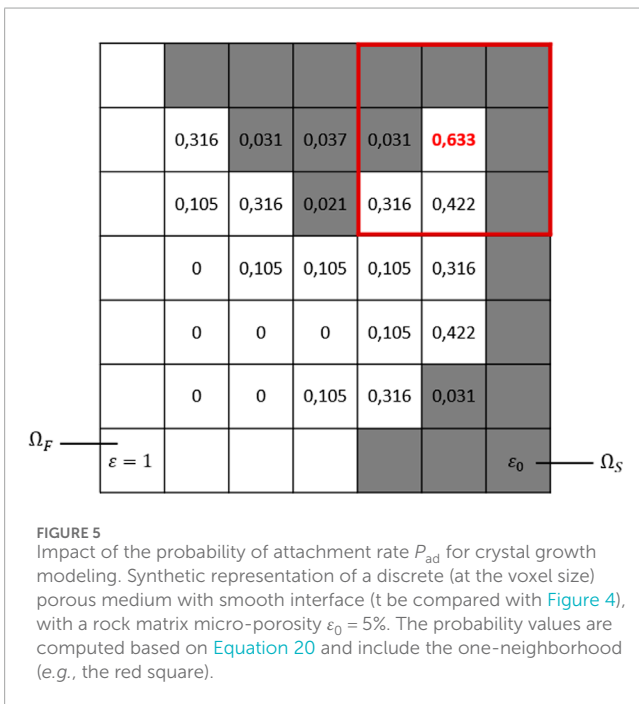 0,316 0,031 0,037 0,031 0,633
0,105 0,316 0,021 0,316 0,422
0 0,105 0,105 0,105 0,316
0 0 0 0,105 0,422
0 0 0,105 0,316 0,031
Ω_F ε = 1 ε₀ Ω_S
FIGURE 5
Impact of the probability of attachment rate P_ad for crystal growth
modeling. Synthetic representation of a discrete (at the voxel size)
porous medium with smooth interface (t be compared with Figure 4),
with a rock matrix micro-porosity ε₀ = 5%. The probability values are
computed based on Equation 20 and include the one-neighborhood
(e.g., the red square).